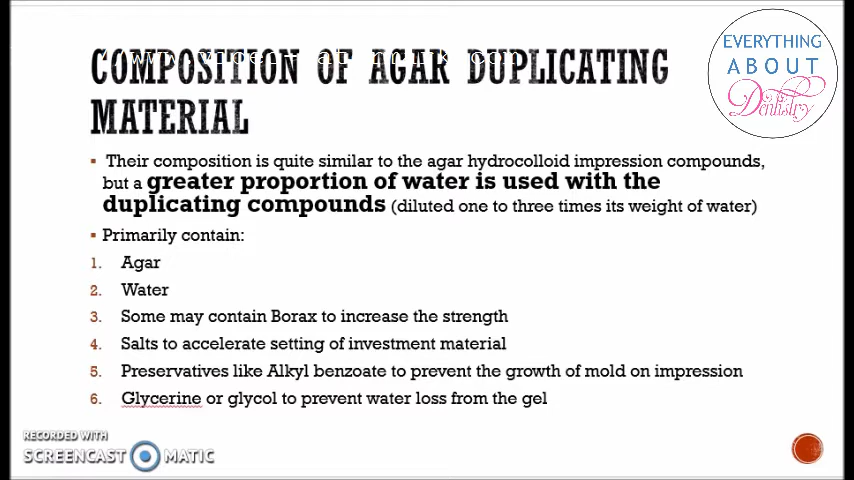 COMPOSITION OF AGAR DUPLICATING
MATERIAL
EVERYTHING
ABOUT
Dentistry
Their composition is quite similar to the agar hydrocolloid impression compounds,
but a greater proportion of water is used with the
duplicating compounds (diluted one to three times its weight of water)
Primarily contain:
1. Agar
2. Water
3. Some may contain Borax to increase the strength
4. Salts to accelerate setting of investment material
5. Preservatives like Alkyl benzoate to prevent the growth of mold on impression
6. Glycerine or glycol to prevent water loss from the gel
RECORDED WITH
SCREENCAST MATIC